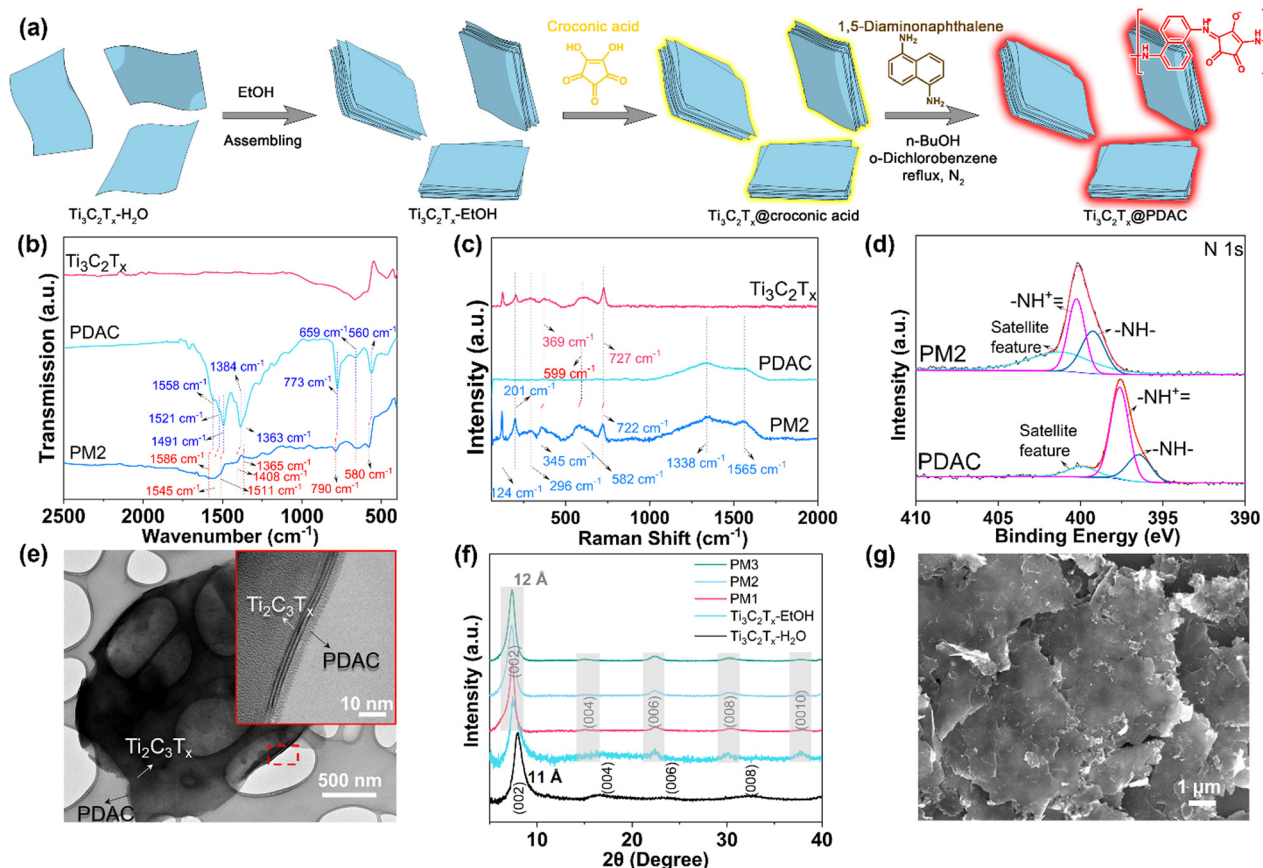 (a)
EtOH
Assembling
Croconic acid
HO
OH
O
O
O
1,5-Diaminonaphthalene
NH₂
NH₂
n-BuOH
o-Dichlorobenzene
reflux, N₂
Ti₃C₂Tₓ-H₂O
Ti₃C₂Tₓ-EtOH
Ti₃C₂Tₓ@croconic acid
Ti₃C₂Tₓ@PDAC
(b)
Transmission (a.u.)
Ti₃C₂Tₓ
PDAC
659 cm⁻¹
560 cm⁻¹
1384 cm⁻¹
1558 cm⁻¹
773 cm⁻¹
1521 cm⁻¹
1491 cm⁻¹
1363 cm⁻¹
PM2
1586 cm⁻¹
1365 cm⁻¹
1408 cm⁻¹
580 cm⁻¹
1545 cm⁻¹
1511 cm⁻¹
790 cm⁻¹
2500 2000 1500 1000 500
Wavenumber (cm⁻¹)
(c)
Intensity (a.u.)
Ti₃C₂Tₓ
369 cm⁻¹
727 cm⁻¹
599 cm⁻¹
PDAC
201 cm⁻¹
722 cm⁻¹
PM2
345 cm⁻¹
1338 cm⁻¹
1565 cm⁻¹
582 cm⁻¹
296 cm⁻¹
124 cm⁻¹
500 1000 1500 2000
Raman Shift (cm⁻¹)
(d)
N 1s
Intensity (a.u.)
-NH⁺=
Satellite
feature
-NH-
PM2
-NH⁺=
Satellite
feature
-NH-
PDAC
410 405 400 395 390
Binding Energy (eV)
(e)
Ti₂C₃Tₓ
PDAC
10 nm
Ti₂C₃Tₓ
500 nm
PDAC
(f)
Intensity (a.u.)
12 Å
PM3
PM2
PM1
Ti₃C₂Tₓ-EtOH
Ti₃C₂Tₓ-H₂O
(002)
(004)
(006)
(008)
(0010)
11 Å
(002)
(004)
(006)
(008)
10 20 30 40
2θ (Degree)
(g)
1 μm